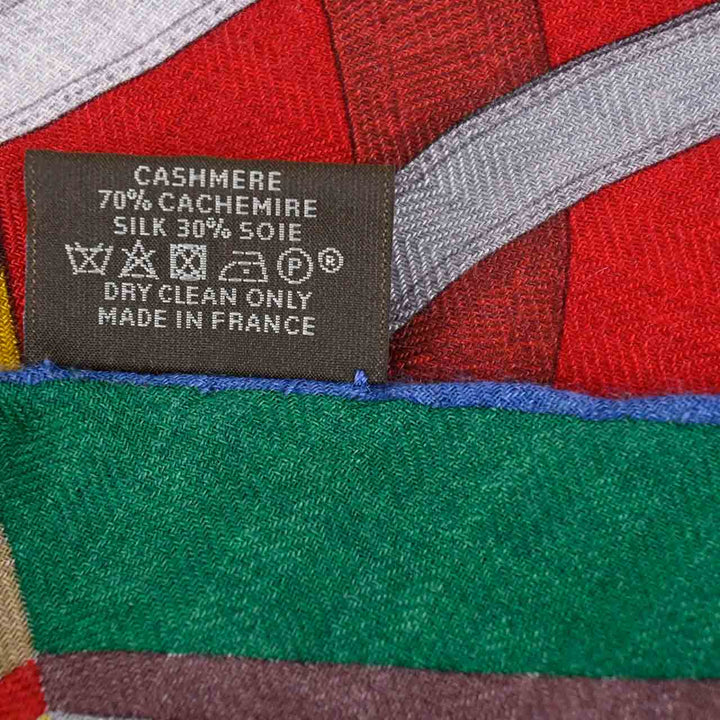 CASHMERE
70% CACHEMIRE
SILK 30% SOIE
P ®
DRY CLEAN ONLY
MADE IN FRANCE